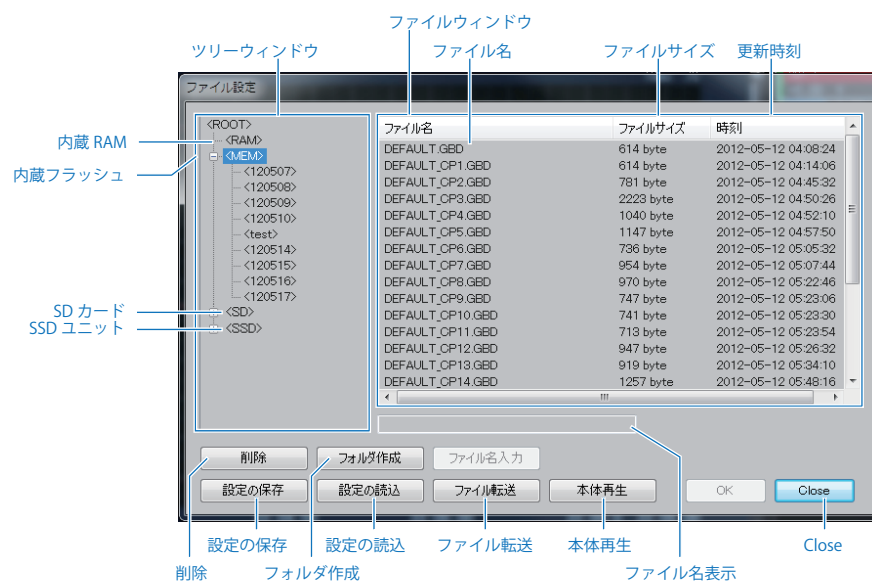 ファイルウィンドウ
ツリーウィンドウ
ファイル名
ファイルサイズ
更新時刻
ファイル設定
<ROOT>
<RAM>
<MEM>
<120507>
<120508>
<120509>
<120510>
<test>
<120514>
<120515>
<120516>
<120517>
<SD>
<SSD>
内蔵 RAM
内蔵フラッシュ
SD カード
SSD ユニット
ファイル名 ファイルサイズ 時刻
DEFAULT.GBD 614 byte 2012-05-12 04:08:24
DEFAULT_CP1.GBD 614 byte 2012-05-12 04:14:06
DEFAULT_CP2.GBD 781 byte 2012-05-12 04:45:32
DEFAULT_CP3.GBD 2223 byte 2012-05-12 04:50:26
DEFAULT_CP4.GBD 1040 byte 2012-05-12 04:52:10
DEFAULT_CP5.GBD 1147 byte 2012-05-12 04:57:50
DEFAULT_CP6.GBD 736 byte 2012-05-12 05:05:32
DEFAULT_CP7.GBD 954 byte 2012-05-12 05:07:44
DEFAULT_CP8.GBD 970 byte 2012-05-12 05:22:46
DEFAULT_CP9.GBD 747 byte 2012-05-12 05:23:06
DEFAULT_CP10.GBD 741 byte 2012-05-12 05:23:30
DEFAULT_CP11.GBD 713 byte 2012-05-12 05:23:54
DEFAULT_CP12.GBD 947 byte 2012-05-12 05:26:32
DEFAULT_CP13.GBD 919 byte 2012-05-12 05:34:10
DEFAULT_CP14.GBD 1257 byte 2012-05-12 05:48:16
削除 フォルダ作成 ファイル名入力
設定の保存 設定の読込 ファイル転送 本体再生 OK Close
設定の保存 設定の読込 ファイル転送 本体再生 Close
削除 フォルダ作成 ファイル名表示